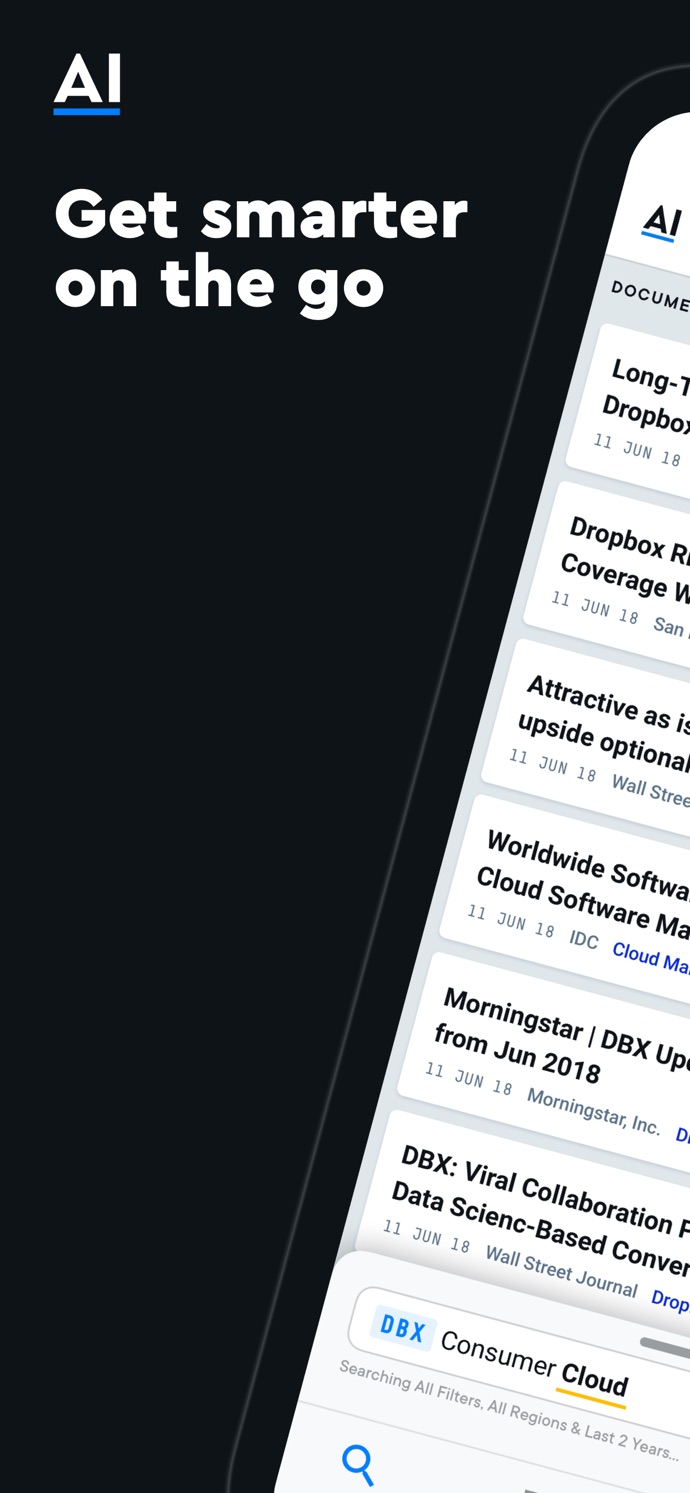 AI
Get smarter
on the go
AI
DOCUME
Long-T
Dropbox
11 JUN 18
Dropbox
Coverage
11 JUN 18 San
Attractive as is
upside optional
11 JUN 18 Wall Stree
Worldwide Softwa
Cloud Software Ma
11 JUN 18 IDC Cloud Ma
Morningstar | DBX Up
from Jun 2018
11 JUN 18 Morningstar, Inc.
DBX: Viral Collaboration
Data Scienc-Based Conver
11 JUN 18 Wall Street Journal Drop
DBX Consumer Cloud
Searching All Filters, All Regions & Last 2 Years...